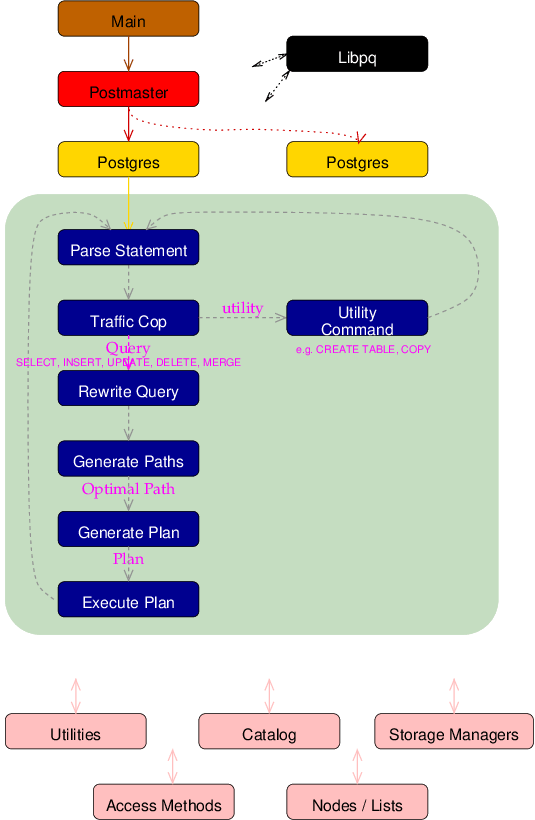 Main
Libpq
Postmaster
Postgres
Postgres
Parse Statement
Traffic Cop
utility
Utility
Command
Query
e.g. CREATE TABLE, COPY
SELECT, INSERT, UPDATE, DELETE, MERGE
Rewrite Query
Generate Paths
Optimal Path
Generate Plan
Plan
Execute Plan
Utilities
Catalog
Storage Managers
Access Methods
Nodes / Lists